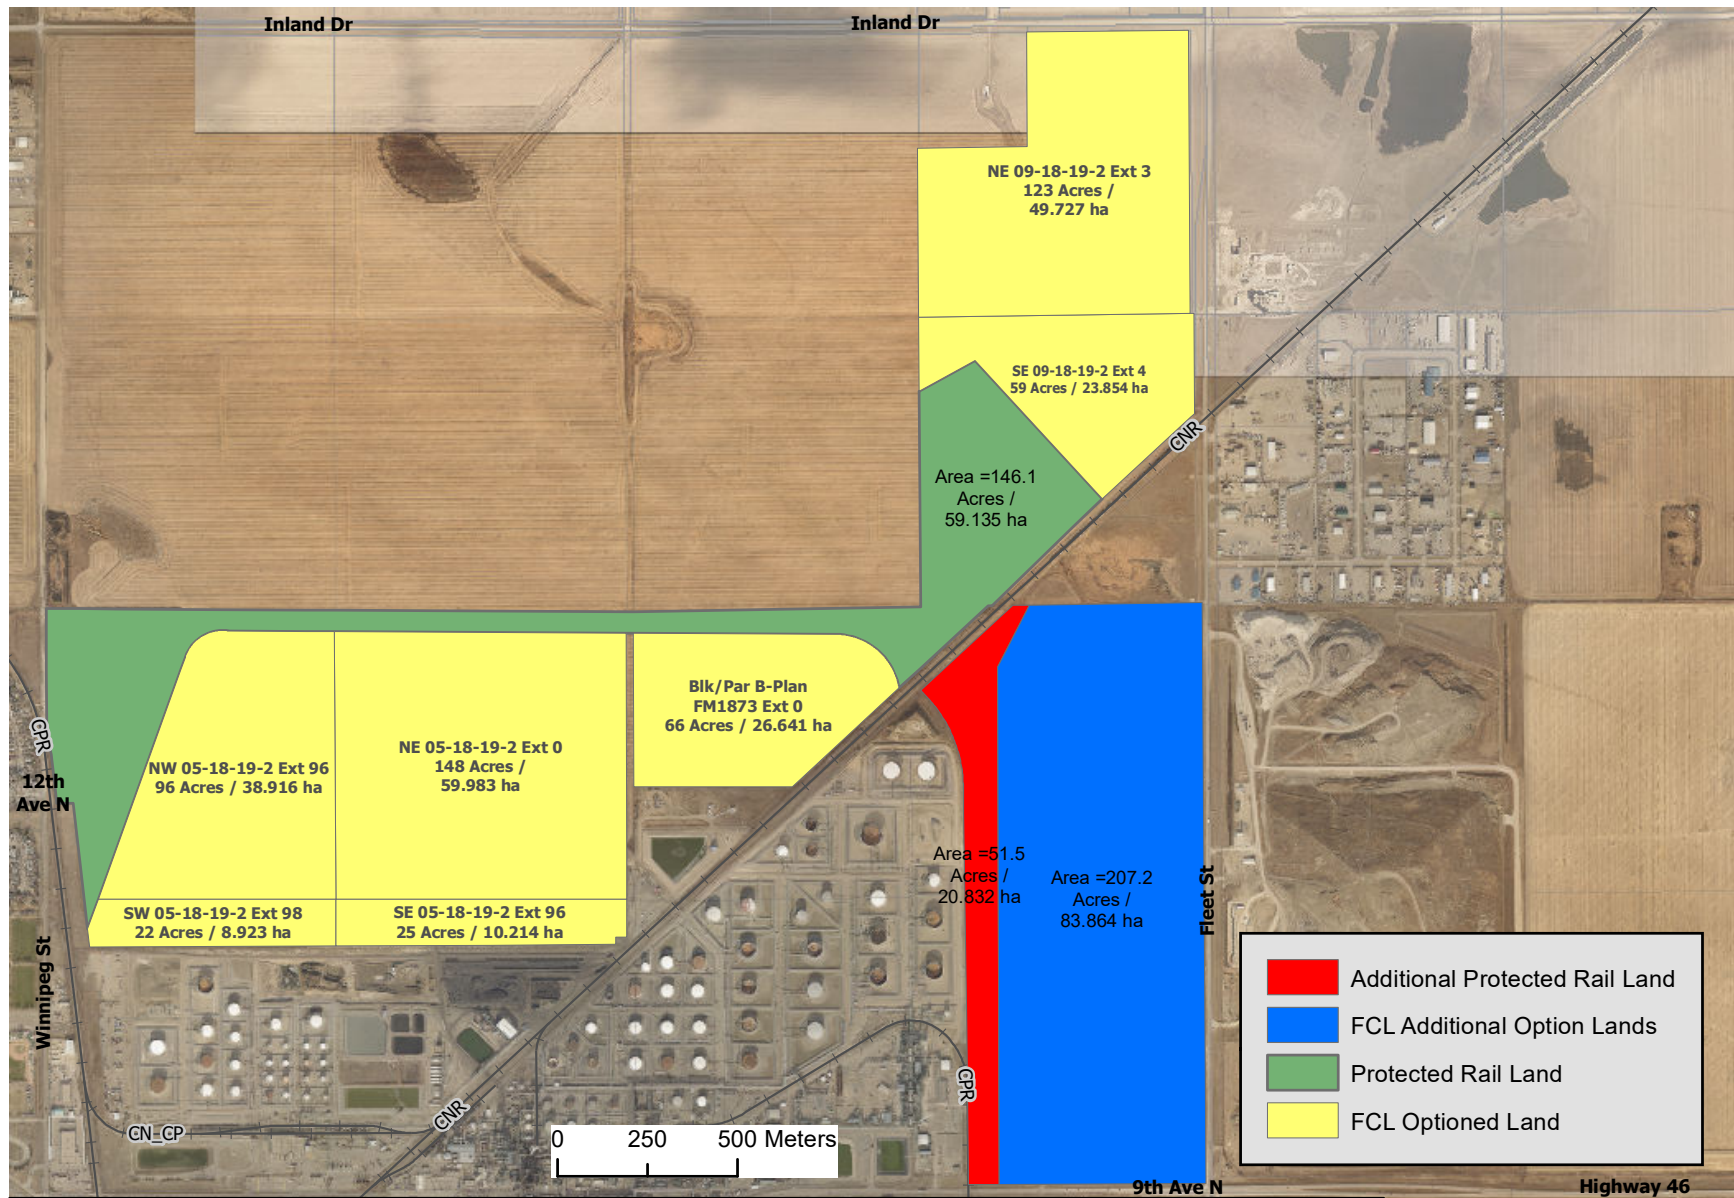 Inland Dr
Inland Dr
NE 09-18-19-2 Ext 3
123 Acres /
49.727 ha
SE 09-18-19-2 Ext 4
59 Acres / 23.854 ha
CNR
Area =146.1
Acres /
59.135 ha
Blk/Par B-Plan
FM1873 Ext 0
66 Acres / 26.641 ha
CPR
12th
Ave N
NW 05-18-19-2 Ext 96
96 Acres / 38.916 ha
NE 05-18-19-2 Ext 0
148 Acres /
59.983 ha
SW 05-18-19-2 Ext 98
22 Acres / 8.923 ha
SE 05-18-19-2 Ext 96
25 Acres / 10.214 ha
Area =51.5
Acres /
20.832 ha
Area =207.2
Acres /
83.864 ha
Fleet St
Winnipeg St
CPR
CNR
CN_CP
0 250 500 Meters
Additional Protected Rail Land
FCL Additional Option Lands
Protected Rail Land
FCL Optioned Land
9th Ave N
Highway 46